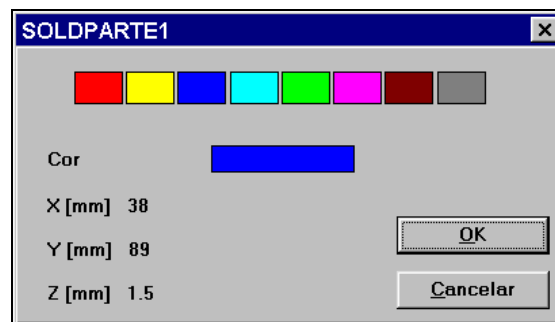 SOLDPARTE1
Cor
X [mm] 38
Y [mm] 89
OK
Z [mm] 1.5
Cancelar